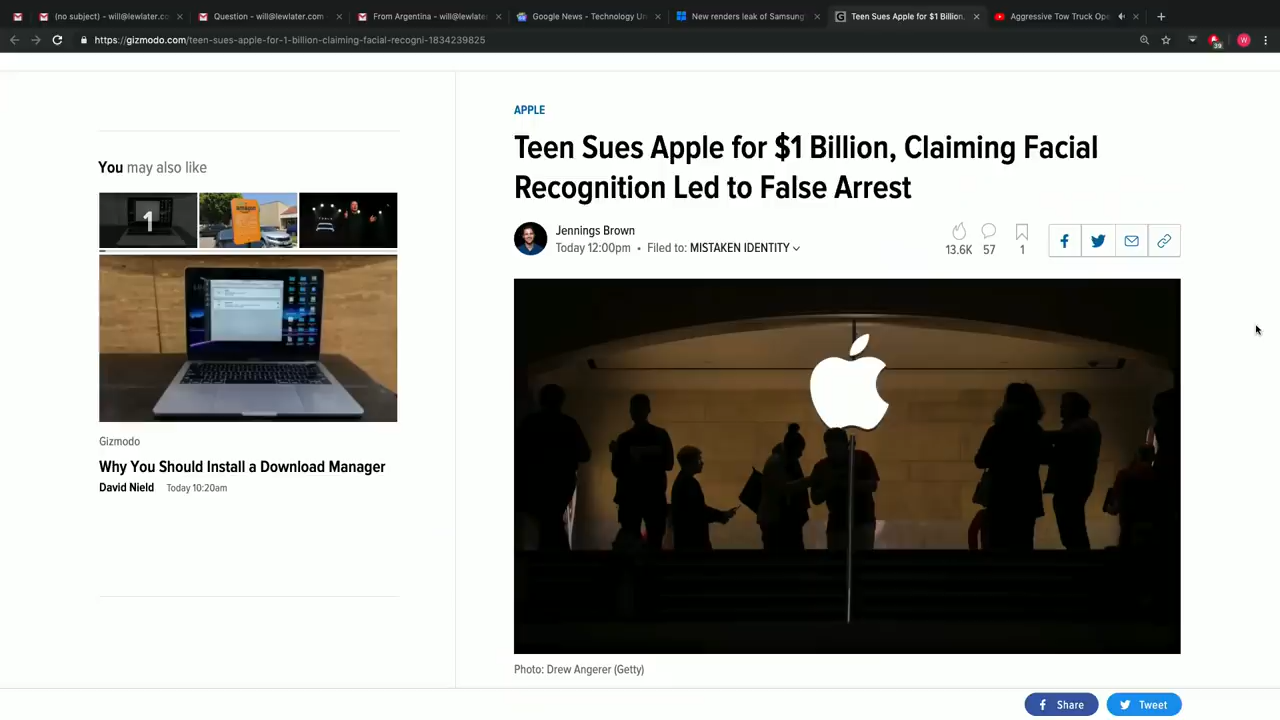 (no subject) - will@lewlater.co
Question - will@lewlater.com
From Argentina - will@lewlate
Google News - Technology Un
New renders leak of Samsung
Teen Sues Apple for $1 Billion,
Aggressive Tow Truck Ope
https://gizmodo.com/teen-sues-apple-for-1-billion-claiming-facial-recogni-1834239825
39
W
You may also like
1
amazon
Gizmodo
Why You Should Install a Download Manager
David Nield Today 10:20am
APPLE
Teen Sues Apple for $1 Billion, Claiming Facial
Recognition Led to False Arrest
Jennings Brown
Today 12:00pm • Filed to: MISTAKEN IDENTITY
13.6K 57 1
Photo: Drew Angerer (Getty)
Share Tweet